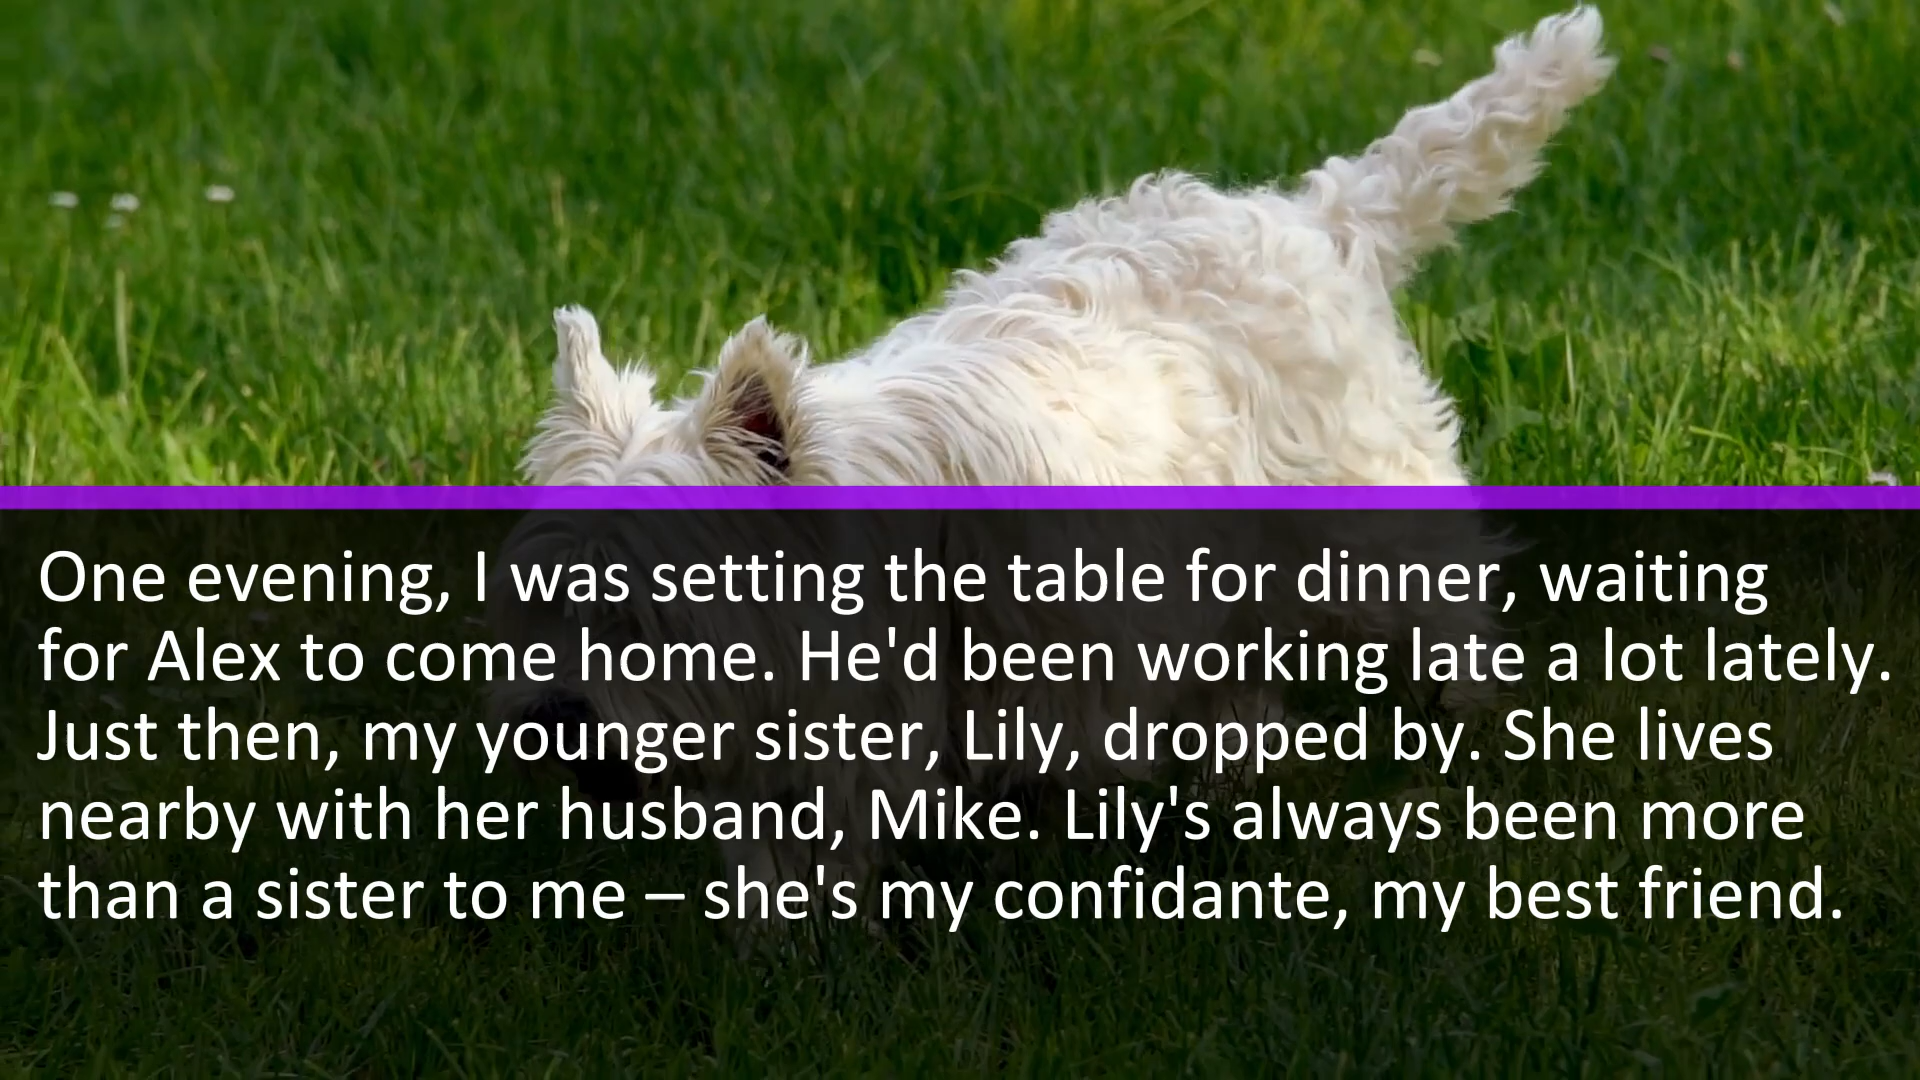 One evening, I was setting the table for dinner, waiting
for Alex to come home. He'd been working late a lot lately.
Just then, my younger sister, Lily, dropped by. She lives
nearby with her husband, Mike. Lily's always been more
than a sister to me – she's my confidante, my best friend.